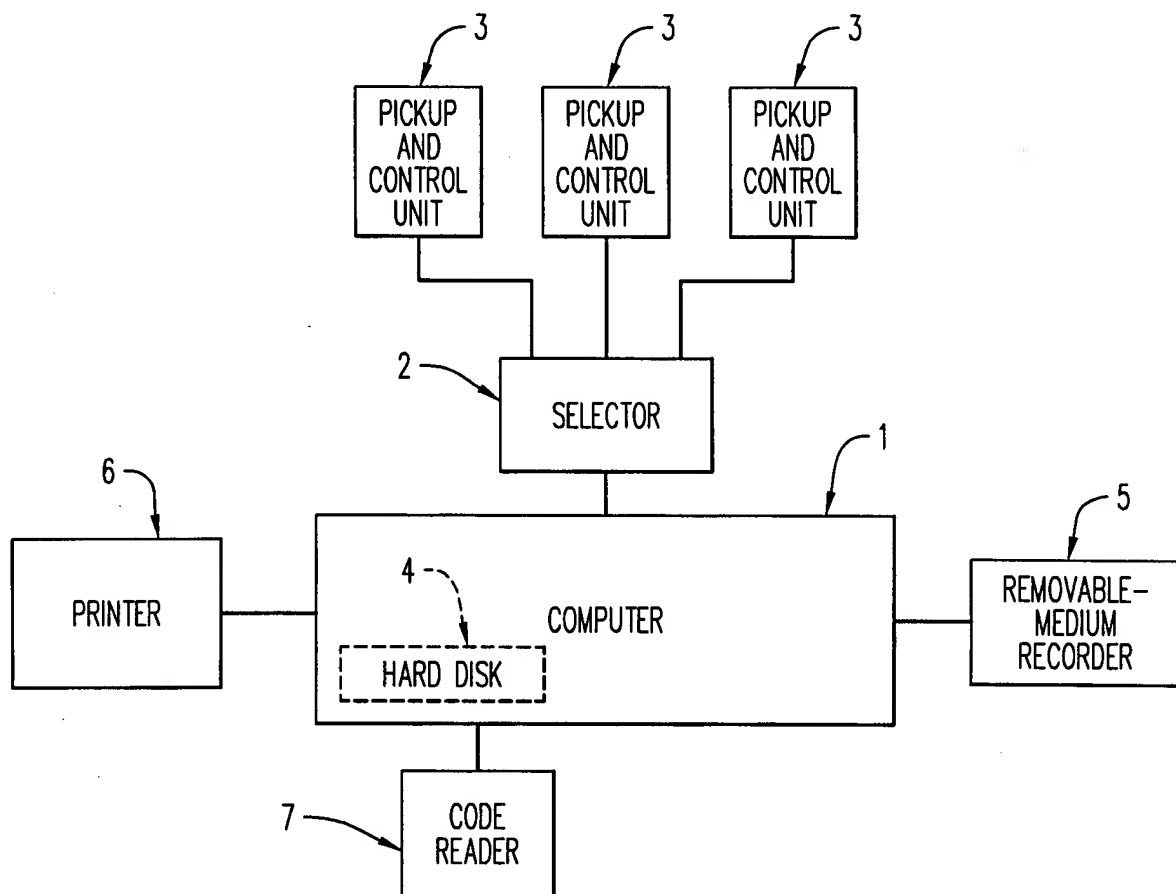 3
3
3
PICKUP
AND
CONTROL
UNIT
PICKUP
AND
CONTROL
UNIT
PICKUP
AND
CONTROL
UNIT
2
SELECTOR
1
6
5
PRINTER
4
COMPUTER
HARD DISK
REMOVABLE-
MEDIUM
RECORDER
7
CODE
READER